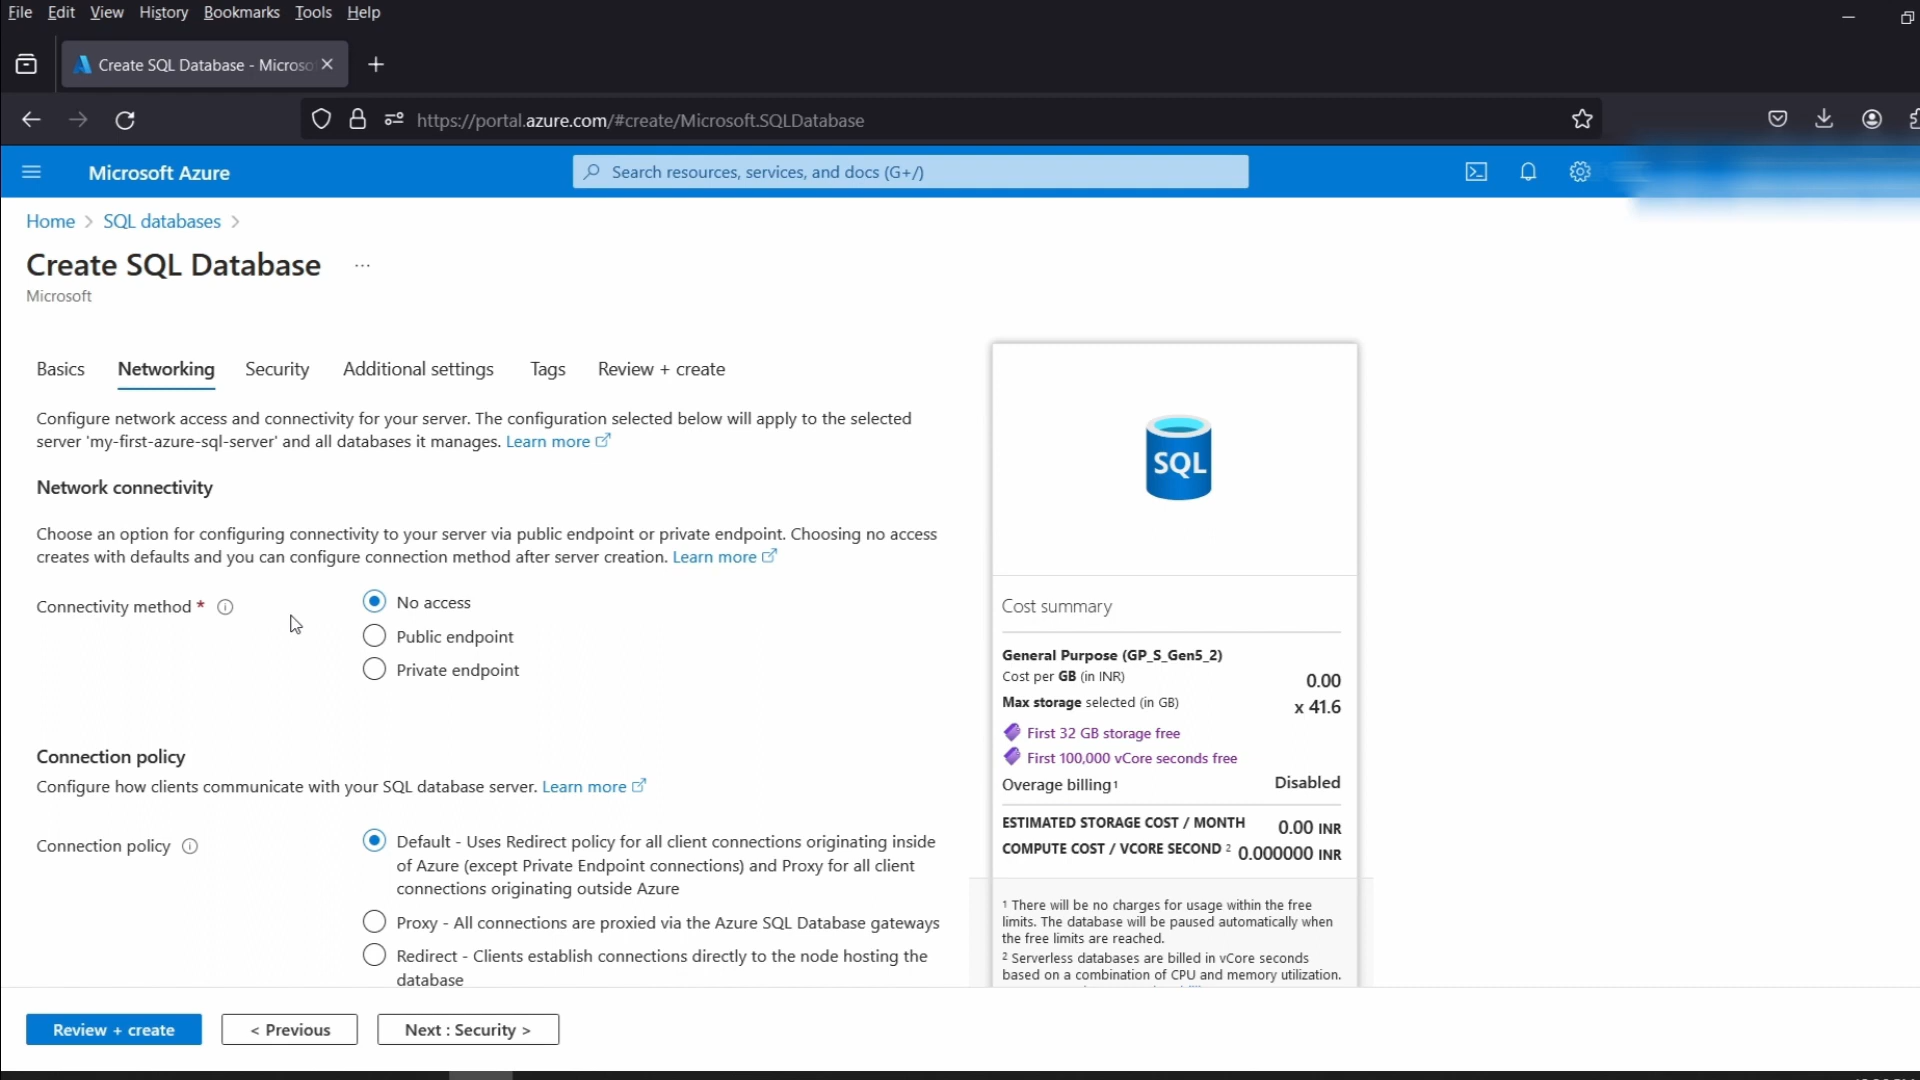 File Edit View History Bookmarks Tools Help
Create SQL Database - Microso
https://portal.azure.com/#create/Microsoft.SQLDatabase
Microsoft Azure
Search resources, services, and docs (G+/)
Home > SQL databases >
Create SQL Database ...
Microsoft
Basics Networking Security Additional settings Tags Review + create
Configure network access and connectivity for your server. The configuration selected below will apply to the selected
server 'my-first-azure-sql-server' and all databases it manages. Learn more
Network connectivity
Choose an option for configuring connectivity to your server via public endpoint or private endpoint. Choosing no access
creates with defaults and you can configure connection method after server creation. Learn more
Connectivity method *
No access
Public endpoint
Private endpoint
Connection policy
Configure how clients communicate with your SQL database server. Learn more
Connection policy
Default - Uses Redirect policy for all client connections originating inside
of Azure (except Private Endpoint connections) and Proxy for all client
connections originating outside Azure
Proxy - All connections are proxied via the Azure SQL Database gateways
Redirect - Clients establish connections directly to the node hosting the
database
SQL
Cost summary
General Purpose (GP_S_Gen5_2)
Cost per GB (in INR) 0.00
Max storage selected (in GB) x 41.6
First 32 GB storage free
First 100,000 vCore seconds free
Overage billing¹ Disabled
ESTIMATED STORAGE COST / MONTH 0.00 INR
COMPUTE COST / VCORE SECOND ² 0.000000 INR
¹ There will be no charges for usage within the free
limits. The database will be paused automatically when
the free limits are reached.
² Serverless databases are billed in vCore seconds
based on a combination of CPU and memory utilization.
Review + create < Previous Next : Security >